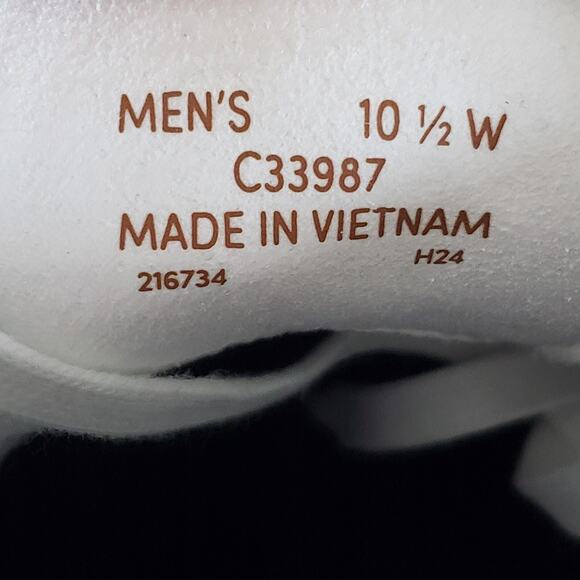 MEN'S 10 ½ W
C33987
MADE IN VIETNAM
216734 H24